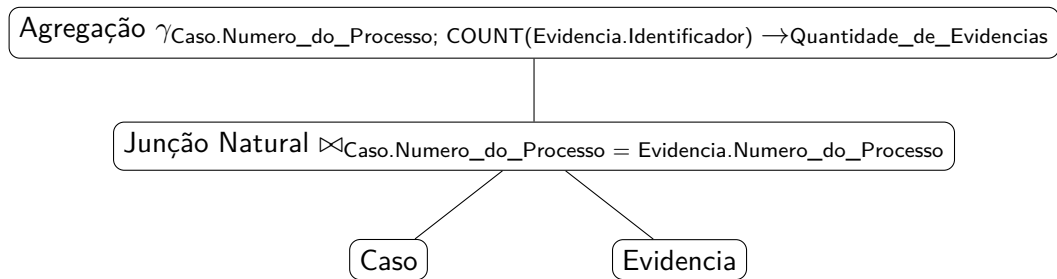 Agregação γCaso.Numero_do_Processo; COUNT(Evidencia.Identificador) →Quantidade_de_Evidencias
Junção Natural ⋈Caso.Numero_do_Processo = Evidencia.Numero_do_Processo
Caso
Evidencia